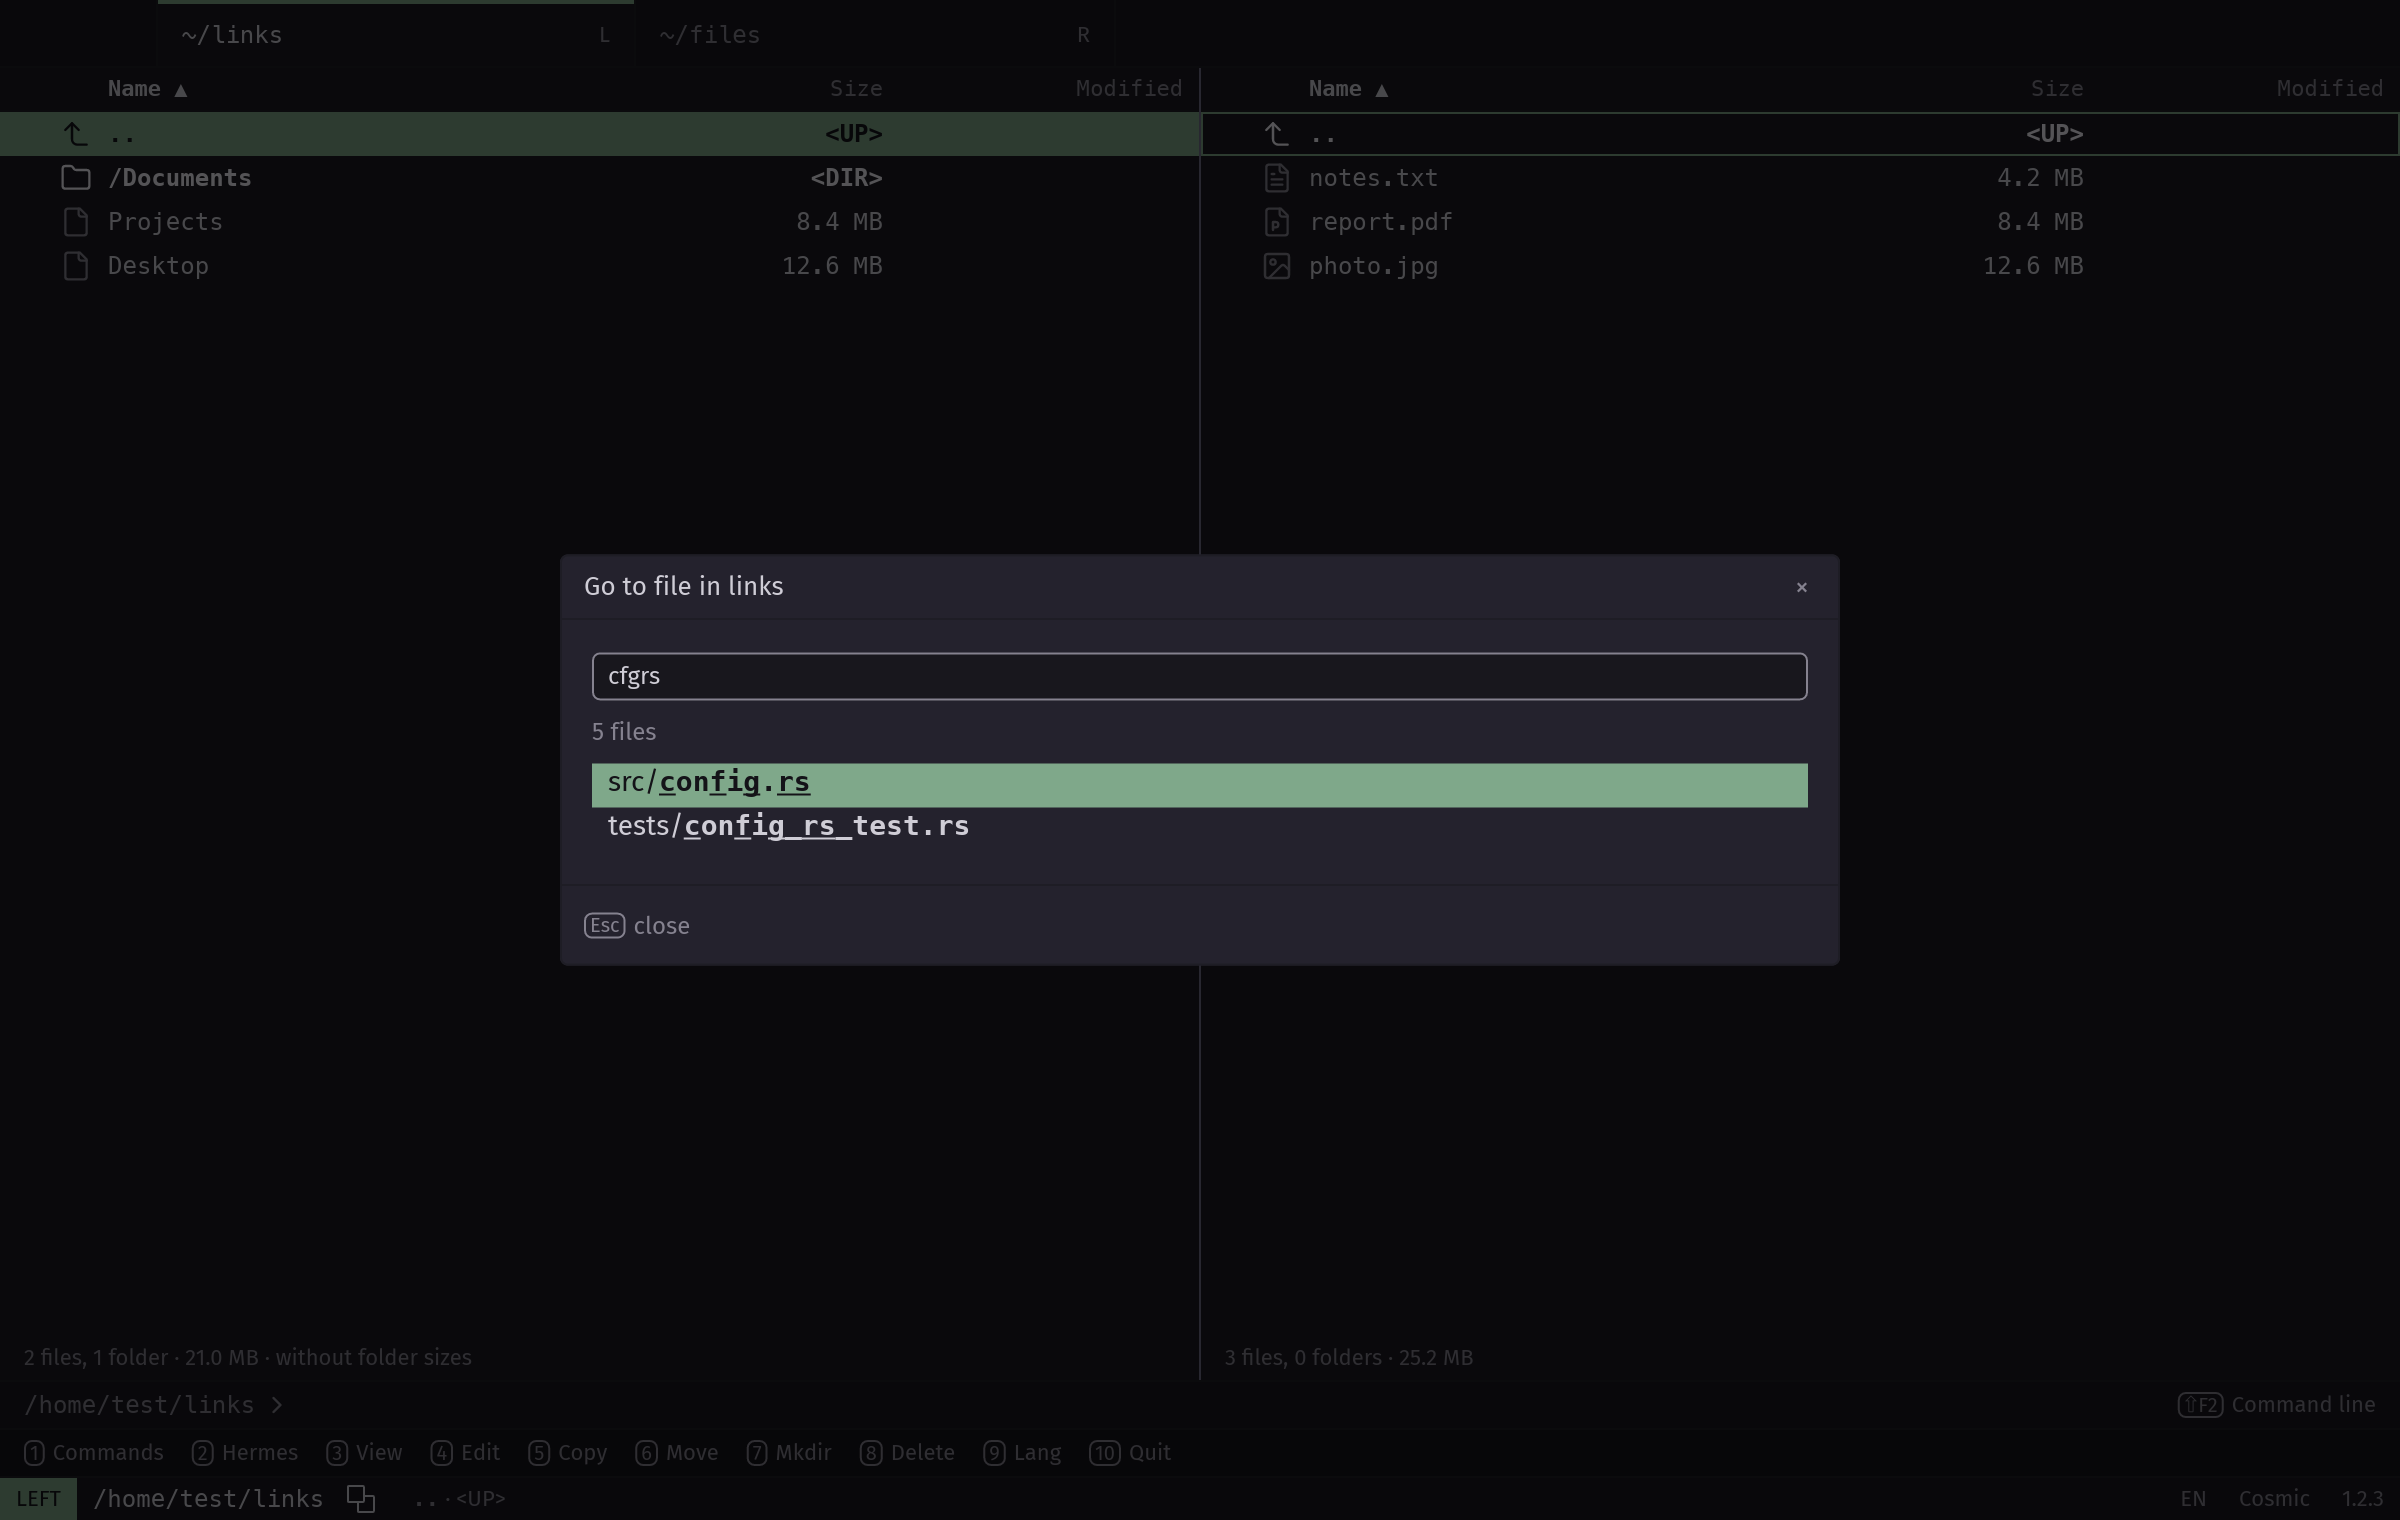 ~/links L ~/files R
Name ▲ Size Modified Name ▲ Size Modified
.. <UP> .. <UP>
/Documents <DIR> notes.txt 4.2 MB
Projects 8.4 MB report.pdf 8.4 MB
Desktop 12.6 MB photo.jpg 12.6 MB
Go to file in links ×
cfgrs
5 files
src/config.rs
tests/config_rs_test.rs
Esc close
2 files, 1 folder · 21.0 MB · without folder sizes 3 files, 0 folders · 25.2 MB
/home/test/links > ⇧F2 Command line
1 Commands 2 Hermes 3 View 4 Edit 5 Copy 6 Move 7 Mkdir 8 Delete 9 Lang 10 Quit
LEFT /home/test/links .. · <UP> EN Cosmic 1.2.3